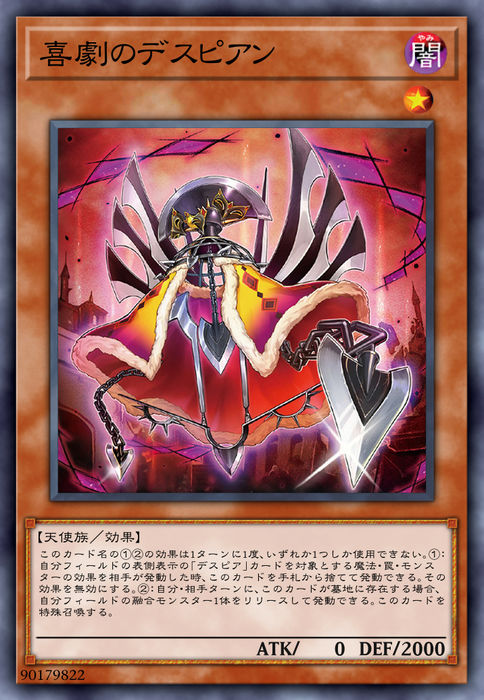 喜劇のデスピアン
やみ
闇
【天使族／効果】
このカード名の①②の効果は1ターンに1度、いずれか1つしか使用できない。①：
自分フィールドの表側表示の「デスピア」カードを対象とする魔法・罠・モンス
ターの効果を相手が発動した時、このカードを手札から捨てて発動できる。その
効果を無効にする。②：自分・相手ターンに、このカードが墓地に存在する場合、
自分フィールドの融合モンスター1体をリリースして発動できる。このカードを
特殊召喚する。
ATK/ 0 DEF/2000
90179822